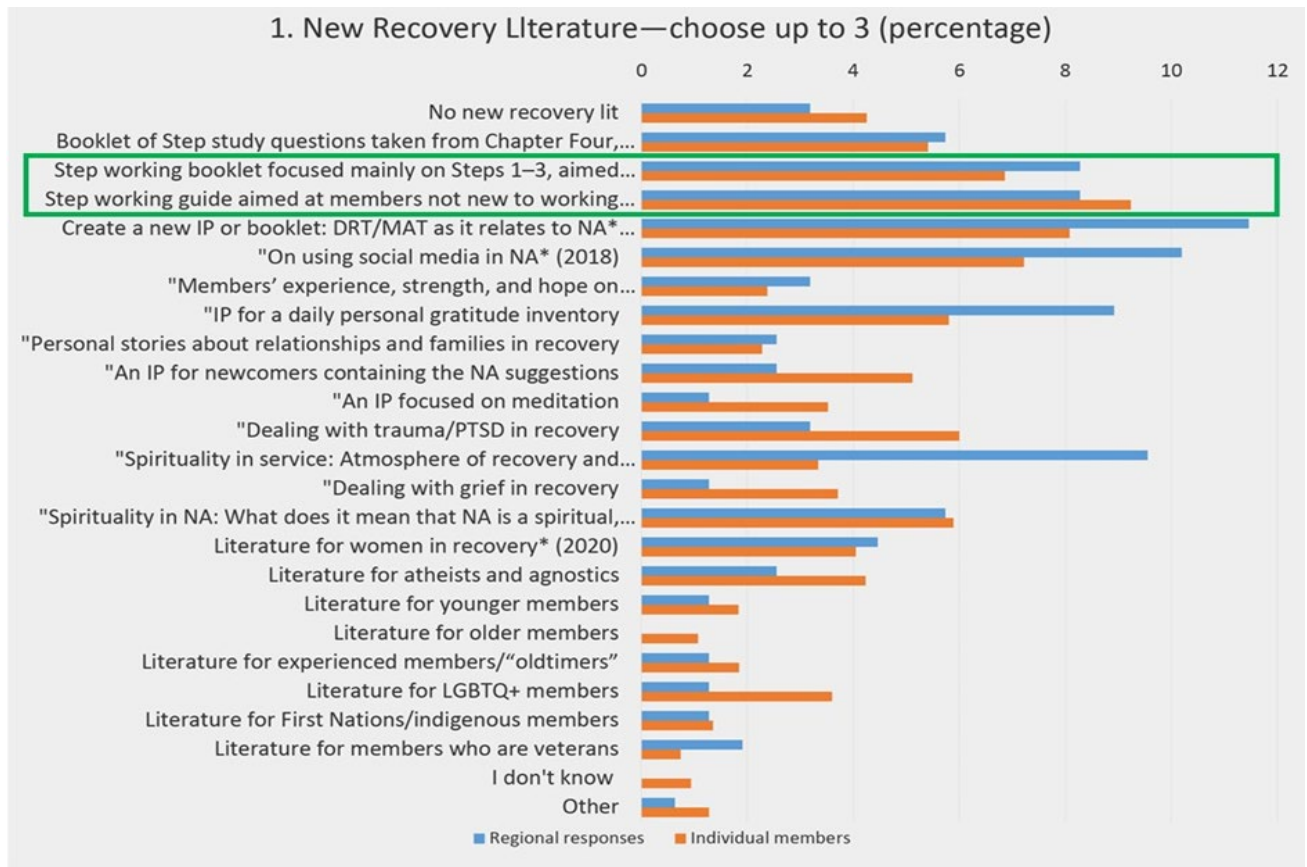 1. New Recovery LIterature—choose up to 3 (percentage)
0 2 4 6 8 10 12
No new recovery lit
Booklet of Step study questions taken from Chapter Four,...
Step working booklet focused mainly on Steps 1–3, aimed...
Step working guide aimed at members not new to working...
Create a new IP or booklet: DRT/MAT as it relates to NA*...
"On using social media in NA* (2018)
"Members’ experience, strength, and hope on...
"IP for a daily personal gratitude inventory
"Personal stories about relationships and families in recovery
"An IP for newcomers containing the NA suggestions
"An IP focused on meditation
"Dealing with trauma/PTSD in recovery
"Spirituality in service: Atmosphere of recovery and...
"Dealing with grief in recovery
"Spirituality in NA: What does it mean that NA is a spiritual,...
Literature for women in recovery* (2020)
Literature for atheists and agnostics
Literature for younger members
Literature for older members
Literature for experienced members/“oldtimers”
Literature for LGBTQ+ members
Literature for First Nations/indigenous members
Literature for members who are veterans
I don't know
Other
Regional responses Individual members